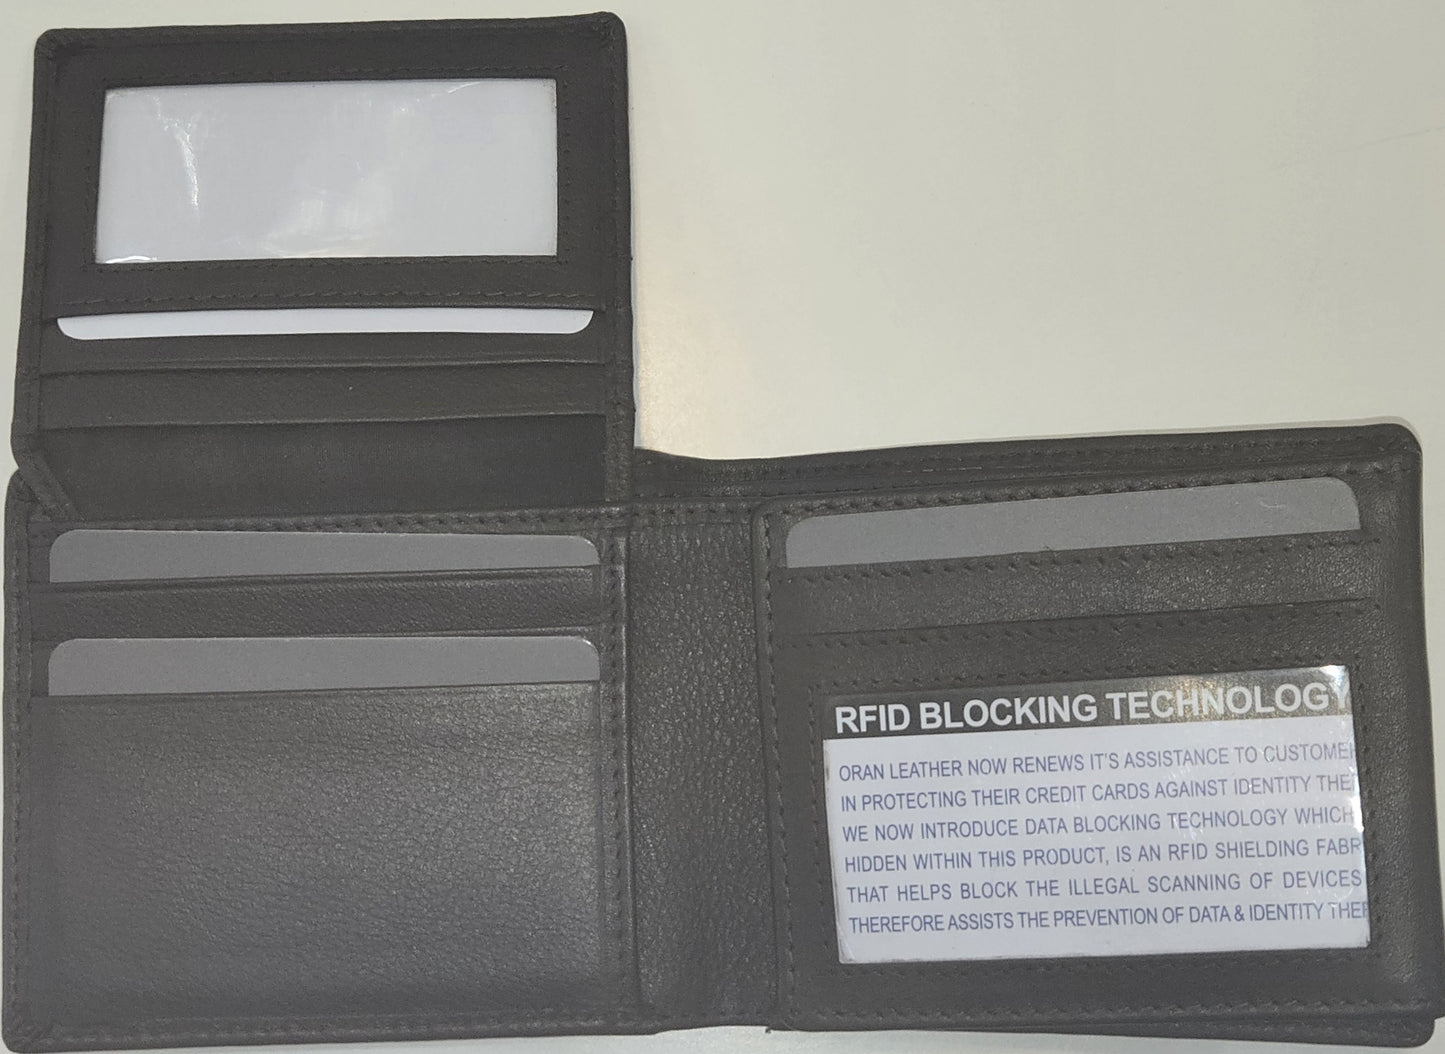 RFID BLOCKING TECHNOLOGY
ORAN LEATHER NOW RENEWS IT'S ASSISTANCE TO
IN PROTECTING THEIR CREDIT CARDS AGAINST IDENTITY
WE NOW INTRODUCE DATA BLOCKING TECHNOLOGY WHICH
HIDDEN WITHIN THIS PRODUCT, IS AN RFID SHIELDING
THAT HELPS BLOCK THE ILLEGAL SCANNING OF DEVICES
THEREFORE ASSISTS THE PREVENTION OF DATA & IDENTITY